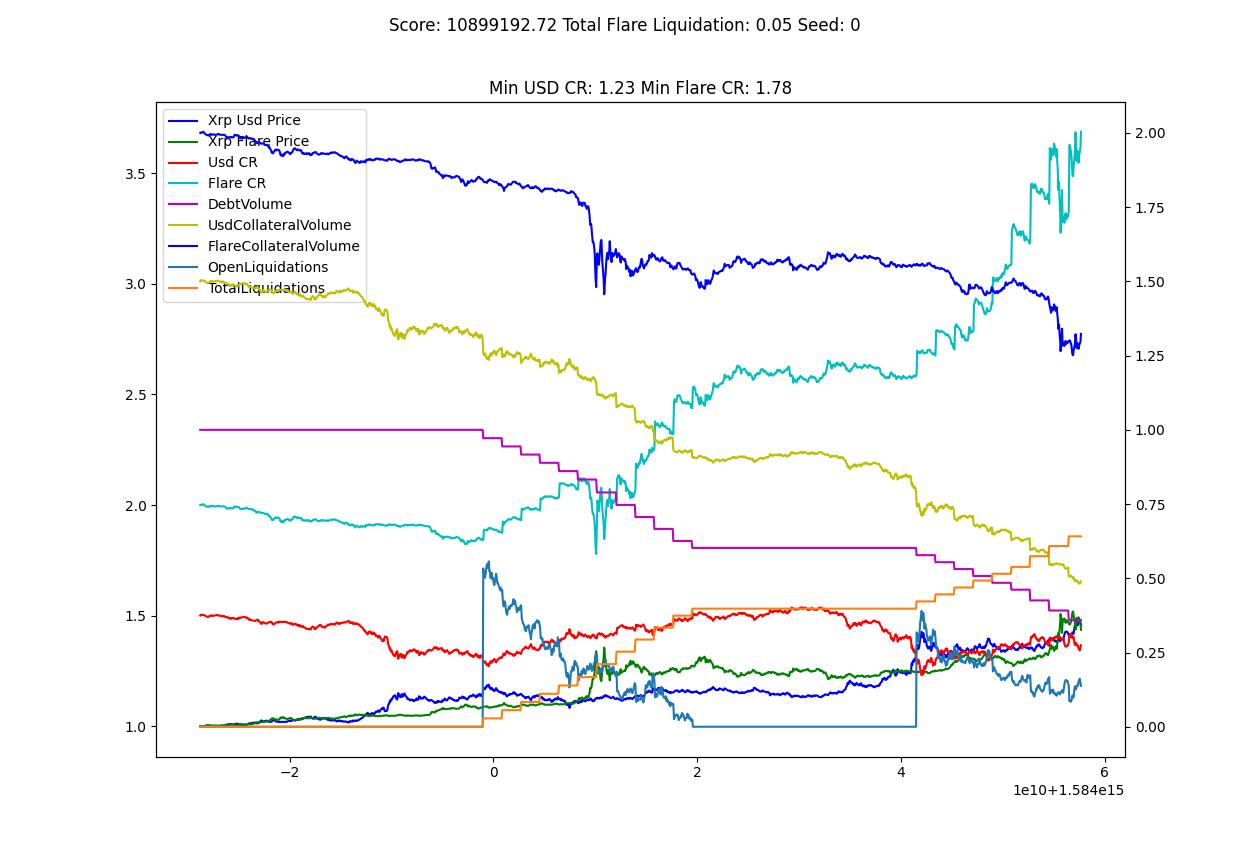 Score: 10899192.72 Total Flare Liquidation: 0.05 Seed: 0
Min USD CR: 1.23 Min Flare CR: 1.78
Xrp Usd Price
Xrp Flare Price
Usd CR
Flare CR
DebtVolume
UsdCollateralVolume
FlareCollateralVolume
OpenLiquidations
TotalLiquidations
3.5
3.0
2.5
2.0
1.5
1.0
2.00
1.75
1.50
1.25
1.00
0.75
0.50
0.25
0.00
−2
0
2
4
6
1e10+1.584e15